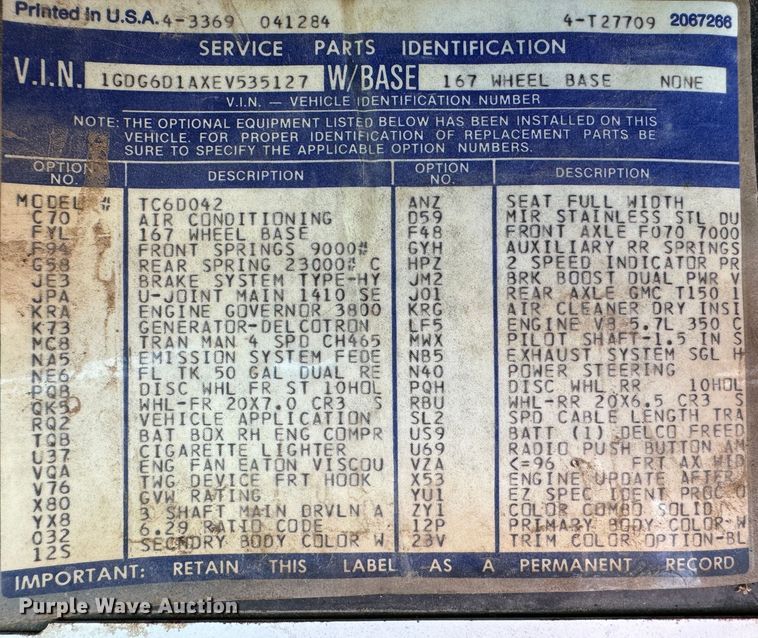 Printed in U.S.A. 4-3369 041284 4-T27709 2067266
SERVICE PARTS IDENTIFICATION
V.I.N. 1GDG6D1AXEV535127 W/BASE 167 WHEEL BASE NONE
V.I.N. — VEHICLE IDENTIFICATION NUMBER
NOTE: THE OPTIONAL EQUIPMENT LISTED BELOW HAS BEEN INSTALLED ON THIS
VEHICLE. FOR PROPER IDENTIFICATION OF REPLACEMENT PARTS BE
SURE TO SPECIFY THE APPLICABLE OPTION NUMBERS.
OPTION NO. DESCRIPTION OPTION NO. DESCRIPTION
MODEL # TC6D042 ANZ SEAT FULL WIDTH
C70 AIR CONDITIONING D59 MIR STAINLESS STL DU
FYL 167 WHEEL BASE F48 FRONT AXLE F070 7000
F94 FRONT SPRINGS 9000# GYH AUXILIARY RR SPRINGS
G58 REAR SPRING 23000# C HPZ 2 SPEED INDICATOR PR
JE3 BRAKE SYSTEM TYPE-HY JM2 BRK BOOST DUAL PWR V
JPA U-JOINT MAIN 1410 SE J01 REAR AXLE GMC T150 1
KRA ENGINE GOVERNOR 3800 KRG AIR CLEANER DRY INSI
K73 GENERATOR-DELCOTRON LF5 ENGINE V8 5.7L 350 C
MC8 TRAN MAN 4 SPD CH465 MWX PILOT SHAFT-1.5 IN S
NA5 EMISSION SYSTEM FEDE NB5 EXHAUST SYSTEM SGL H
NE6 FL TK 50 GAL DUAL RE N40 POWER STEERING
PQB DISC WHL FR ST 10HOL PQH DISC WHL RR 10HOL
QK5 WHL-FR 20X7.0 CR3 S RBU WHL-RR 20X6.5 CR3 S
RQ2 VEHICLE APPLICATION SL2 SPD CABLE LENGTH TRA
TQB BAT BOX RH ENG COMPR US9 BATT (1) DELCO FREED
U37 CIGARETTE LIGHTER U69 RADIO PUSH BUTTON AM
VQA ENG FAN EATON VISCOU VZA <=96 FRT AX WID
V76 TWG DEVICE FRT HOOK X53 ENGINE UPDATE AFTER
X80 GVW RATING YU1 EZ SPEC IDENT PROC O
YX8 3 SHAFT MAIN DRVLN A ZY1 COLOR COMBO SOLID
032 6.29 RATIO CODE 12P PRIMARY BODY COLOR-W
12S SECNDRY BODY COLOR W 23V TRIM COLOR OPTION-BL
IMPORTANT: RETAIN THIS LABEL AS A PERMANENT RECORD
Purple Wave Auction